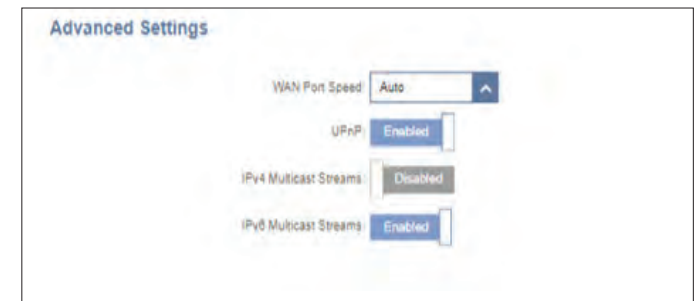 Advanced Settings
WAN Port Speed: Auto
UPnP: Enabled
IPv4 Multicast Streams: Disabled
IPv6 Multicast Streams: Enabled